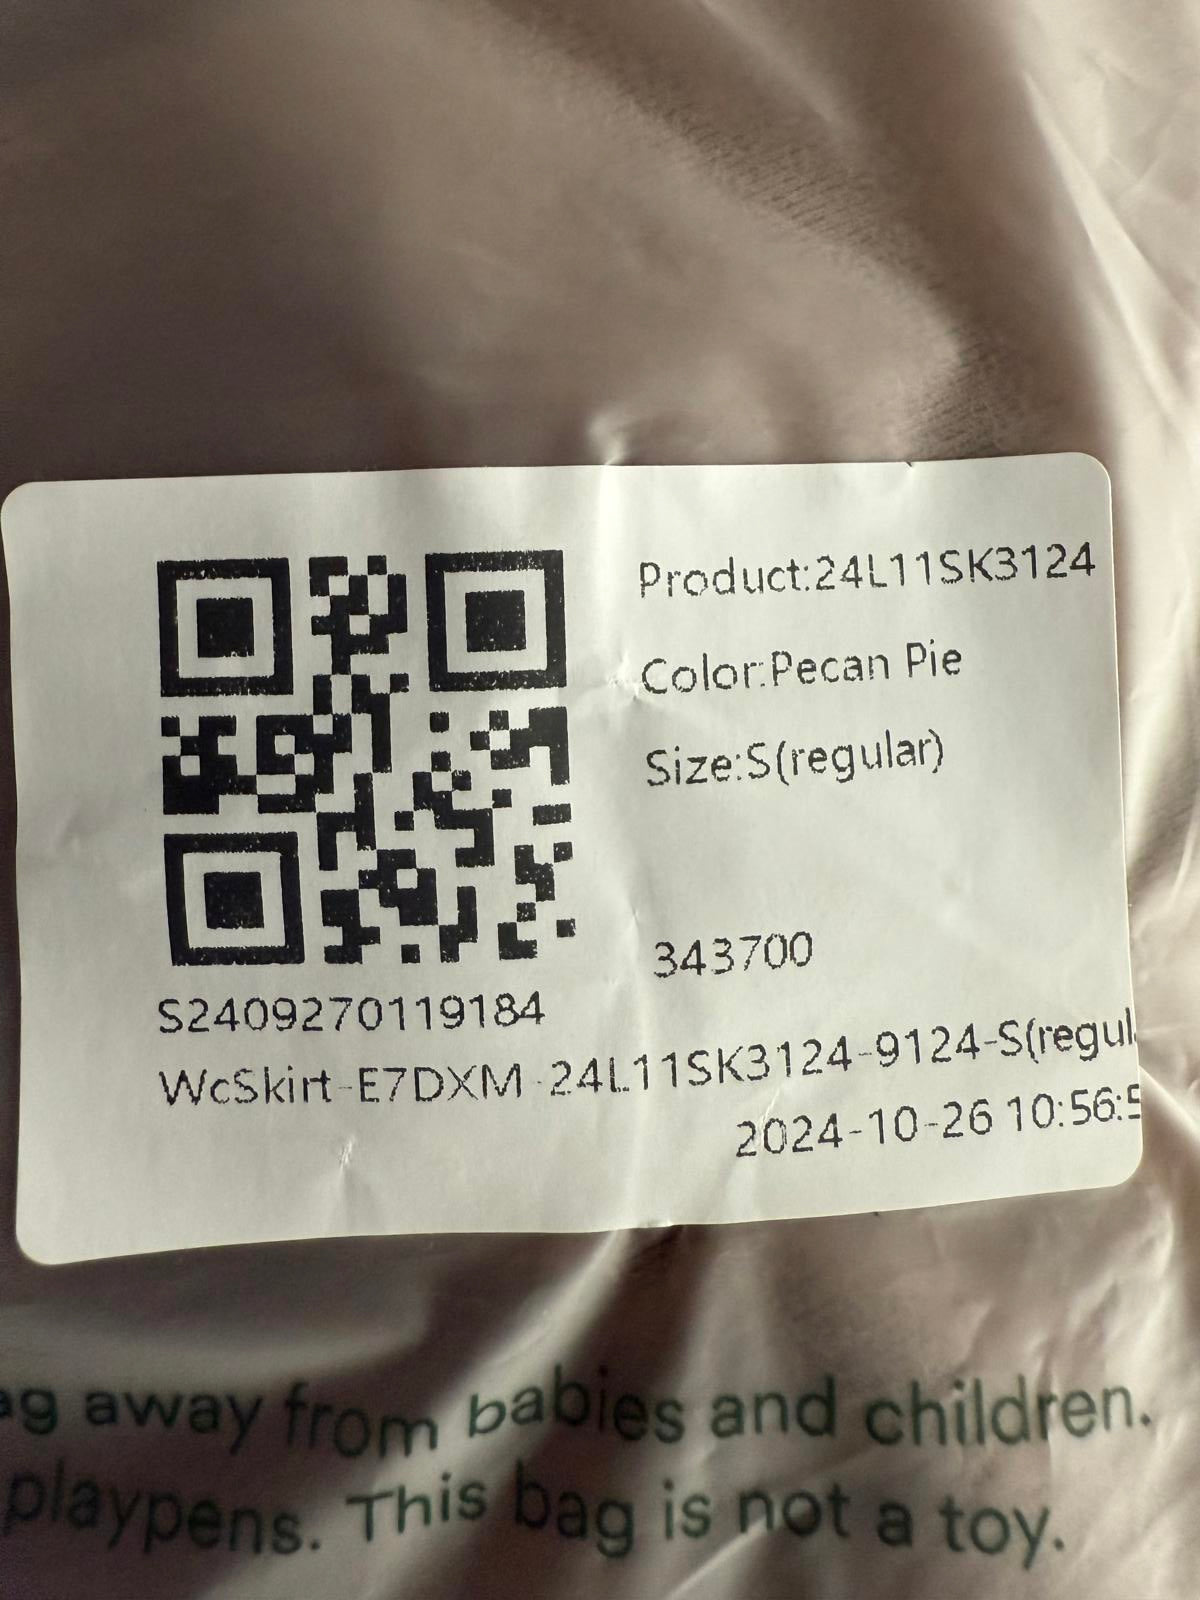 Product:24L11SK3124
Color:Pecan Pie
Size:S(regular)
343700
S2409270119184
WcSkirt-E7DXM-24L11SK3124-9124-S(regul
2024-10-26 10:56:5
away from babies and children.
playpens. This bag is not a toy.